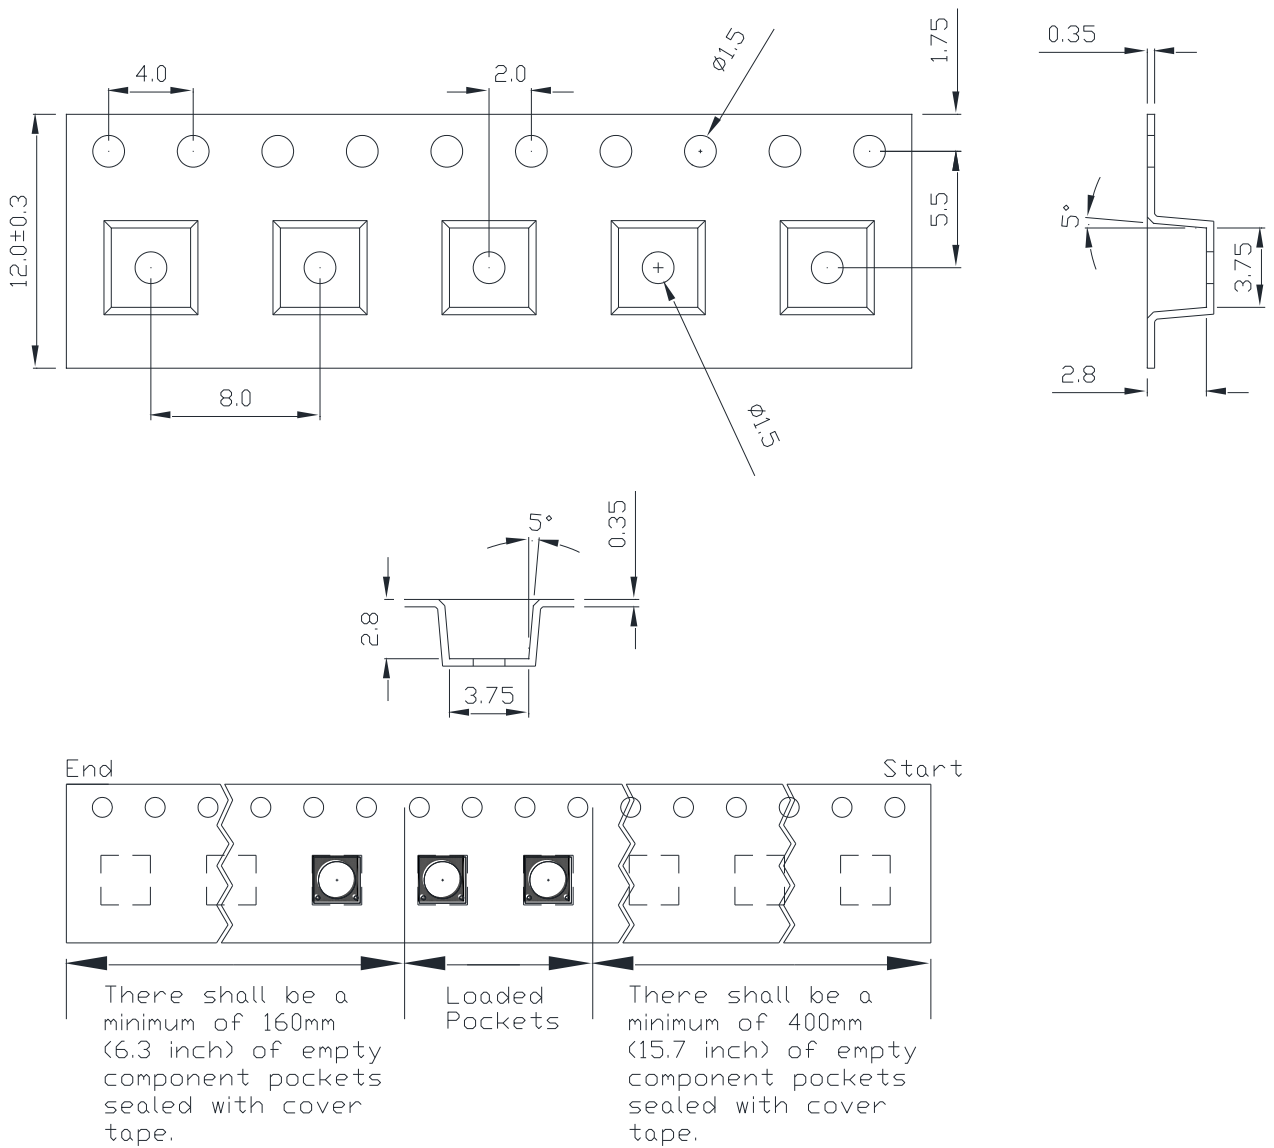 4.0
2.0
Ø1.5
1.75
0.35
12.0±0.3
5.5
5°
3.75
8.0
Ø1.5
2.8
5°
0.35
2.8
3.75
End
Start
There shall be a
minimum of 160mm
(6.3 inch) of empty
component pockets
sealed with cover
tape.
Loaded
Pockets
There shall be a
minimum of 400mm
(15.7 inch) of empty
component pockets
sealed with cover
tape.